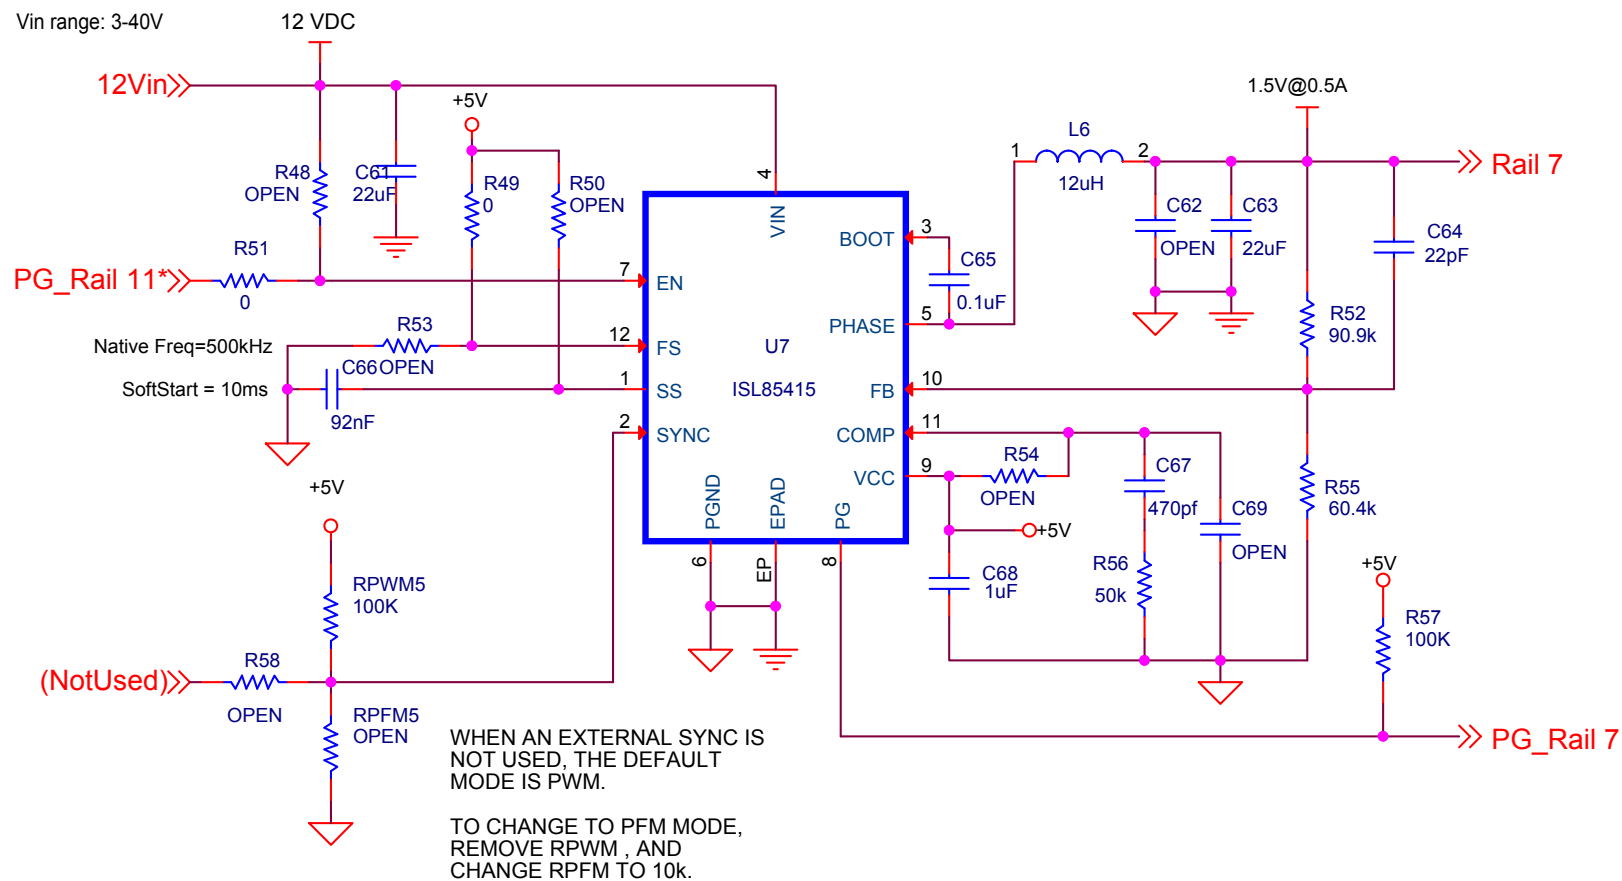 Vin range: 3-40V
12 VDC
12Vin
+5V
1.5V@0.5A
L6
1
2
12uH
Rail 7
R48
OPEN
C61
22uF
R49
0
R50
OPEN
4
VIN
BOOT
3
C62
OPEN
C63
22uF
C64
22pF
R51
0
PG_Rail 11*
7
EN
C65
0.1uF
PHASE
5
R52
90.9k
Native Freq=500kHz
R53
OPEN
12
FS
U7
ISL85415
SoftStart = 10ms
C66
92nF
1
SS
FB
10
2
SYNC
COMP
11
VCC
9
R54
OPEN
C67
470pf
C69
OPEN
R55
60.4k
+5V
PGND
EPAD
PG
6
EP
8
+5V
C68
1uF
R56
50k
RPWM5
100K
+5V
R57
100K
(NotUsed)
R58
OPEN
RPFM5
OPEN
PG_Rail 7
WHEN AN EXTERNAL SYNC IS
NOT USED, THE DEFAULT
MODE IS PWM.
TO CHANGE TO PFM MODE,
REMOVE RPWM , AND
CHANGE RPFM TO 10k.